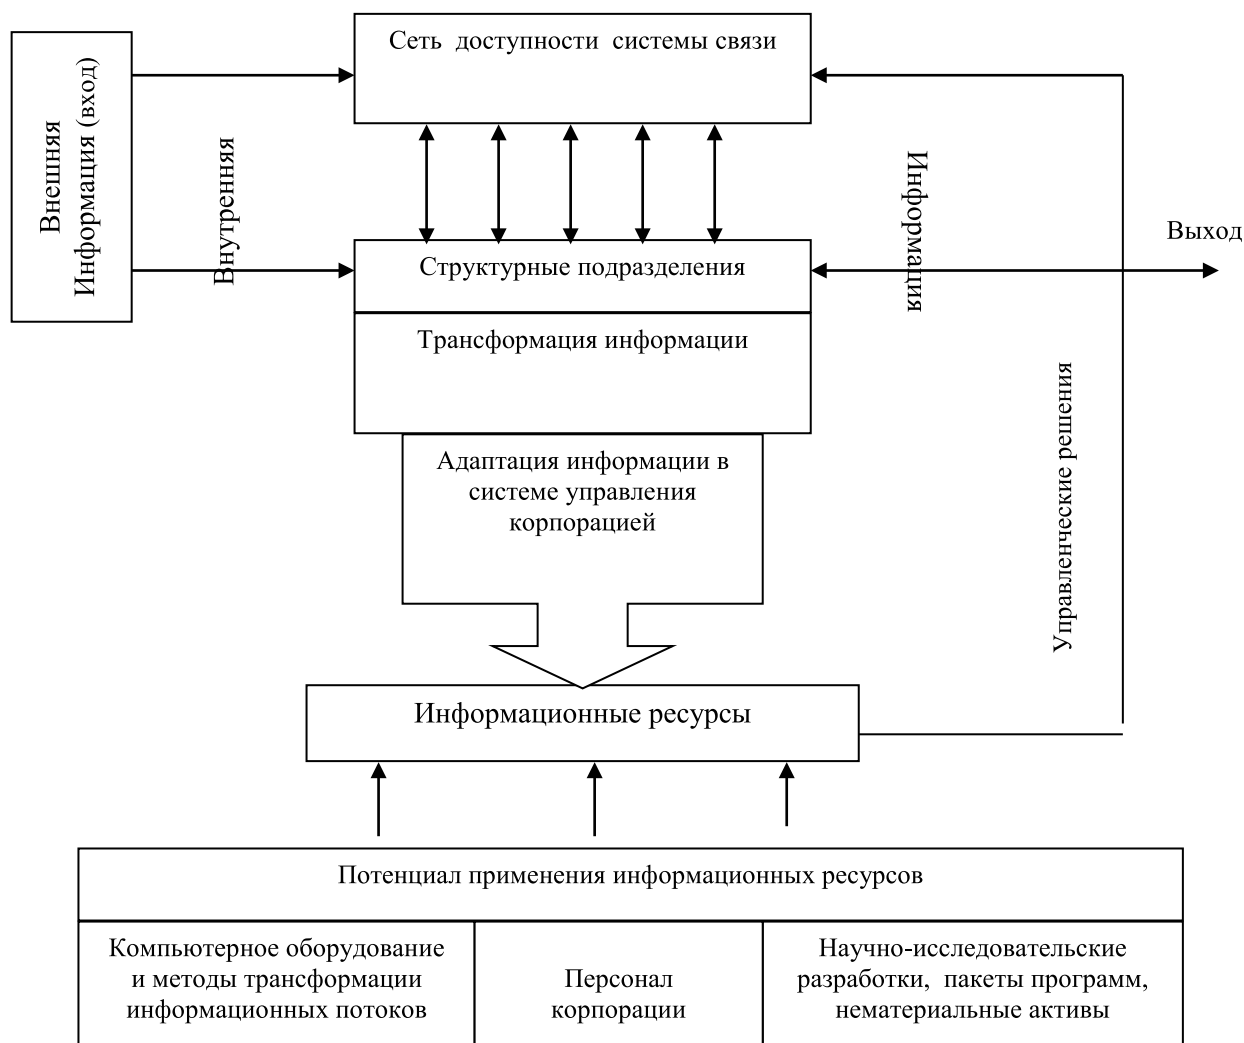 Сеть доступности системы связи
Внешняя
Информация (вход)
Внутренняя
Информация
Выход
Структурные подразделения
Трансформация информации
Адаптация информации в
системе управления
корпорацией
Управленческие решения
Информационные ресурсы
Потенциал применения информационных ресурсов
Компьютерное оборудование
и методы трансформации
информационных потоков
Персонал
корпорации
Научно-исследовательские
разработки, пакеты программ,
нематериальные активы